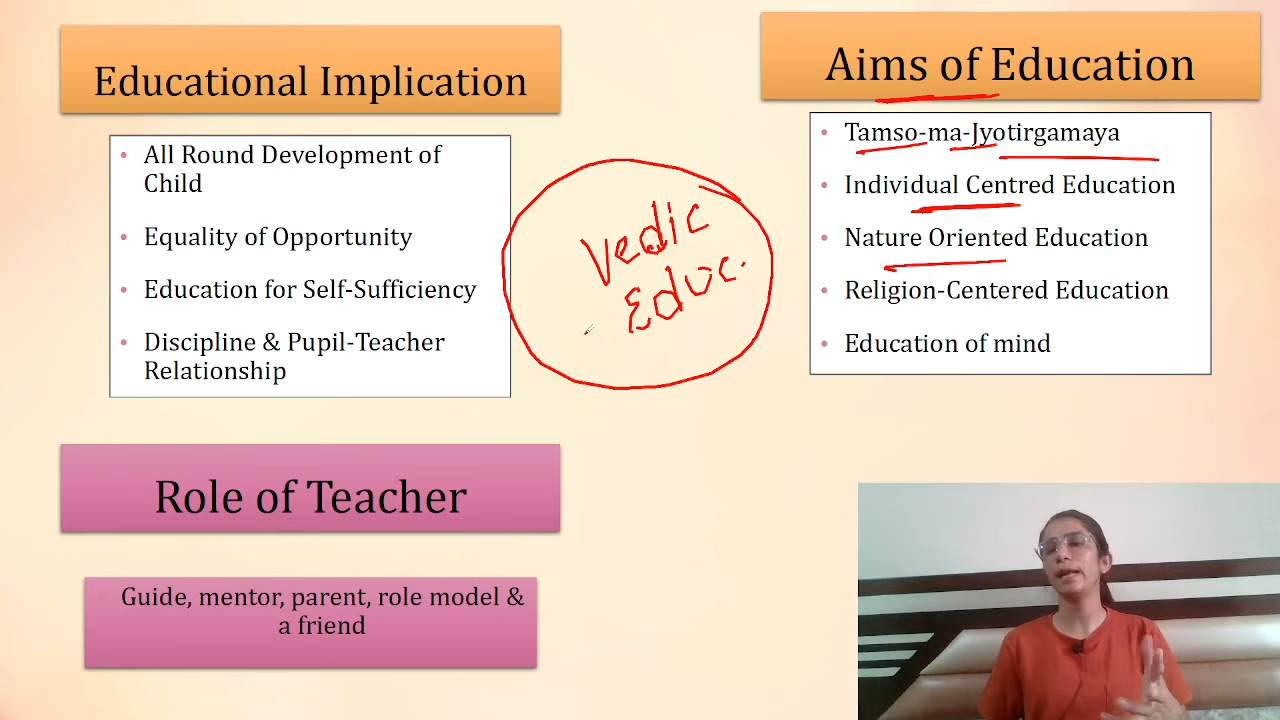 Educational Implication
• All Round Development of
Child
• Equality of Opportunity
• Education for Self-Sufficiency
• Discipline & Pupil-Teacher
Relationship
Vedic
Educ.
Aims of Education
• Tamso-ma-Jyotirgamaya
• Individual Centred Education
• Nature Oriented Education
• Religion-Centered Education
• Education of mind
Role of Teacher
Guide, mentor, parent, role model &
a friend